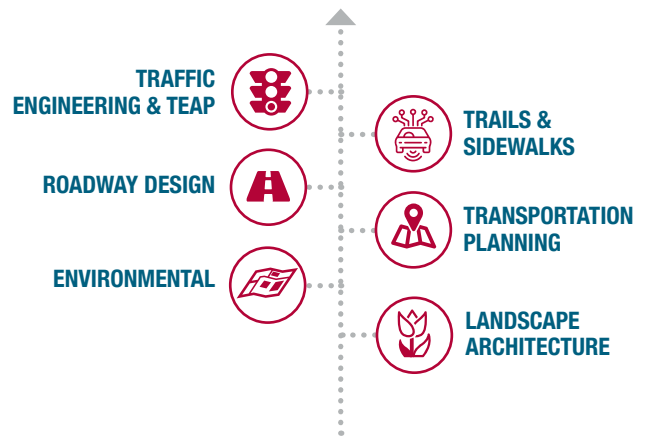 TRAFFIC
ENGINEERING & TEAP
TRAILS &
SIDEWALKS
ROADWAY DESIGN
TRANSPORTATION
PLANNING
ENVIRONMENTAL
LANDSCAPE
ARCHITECTURE